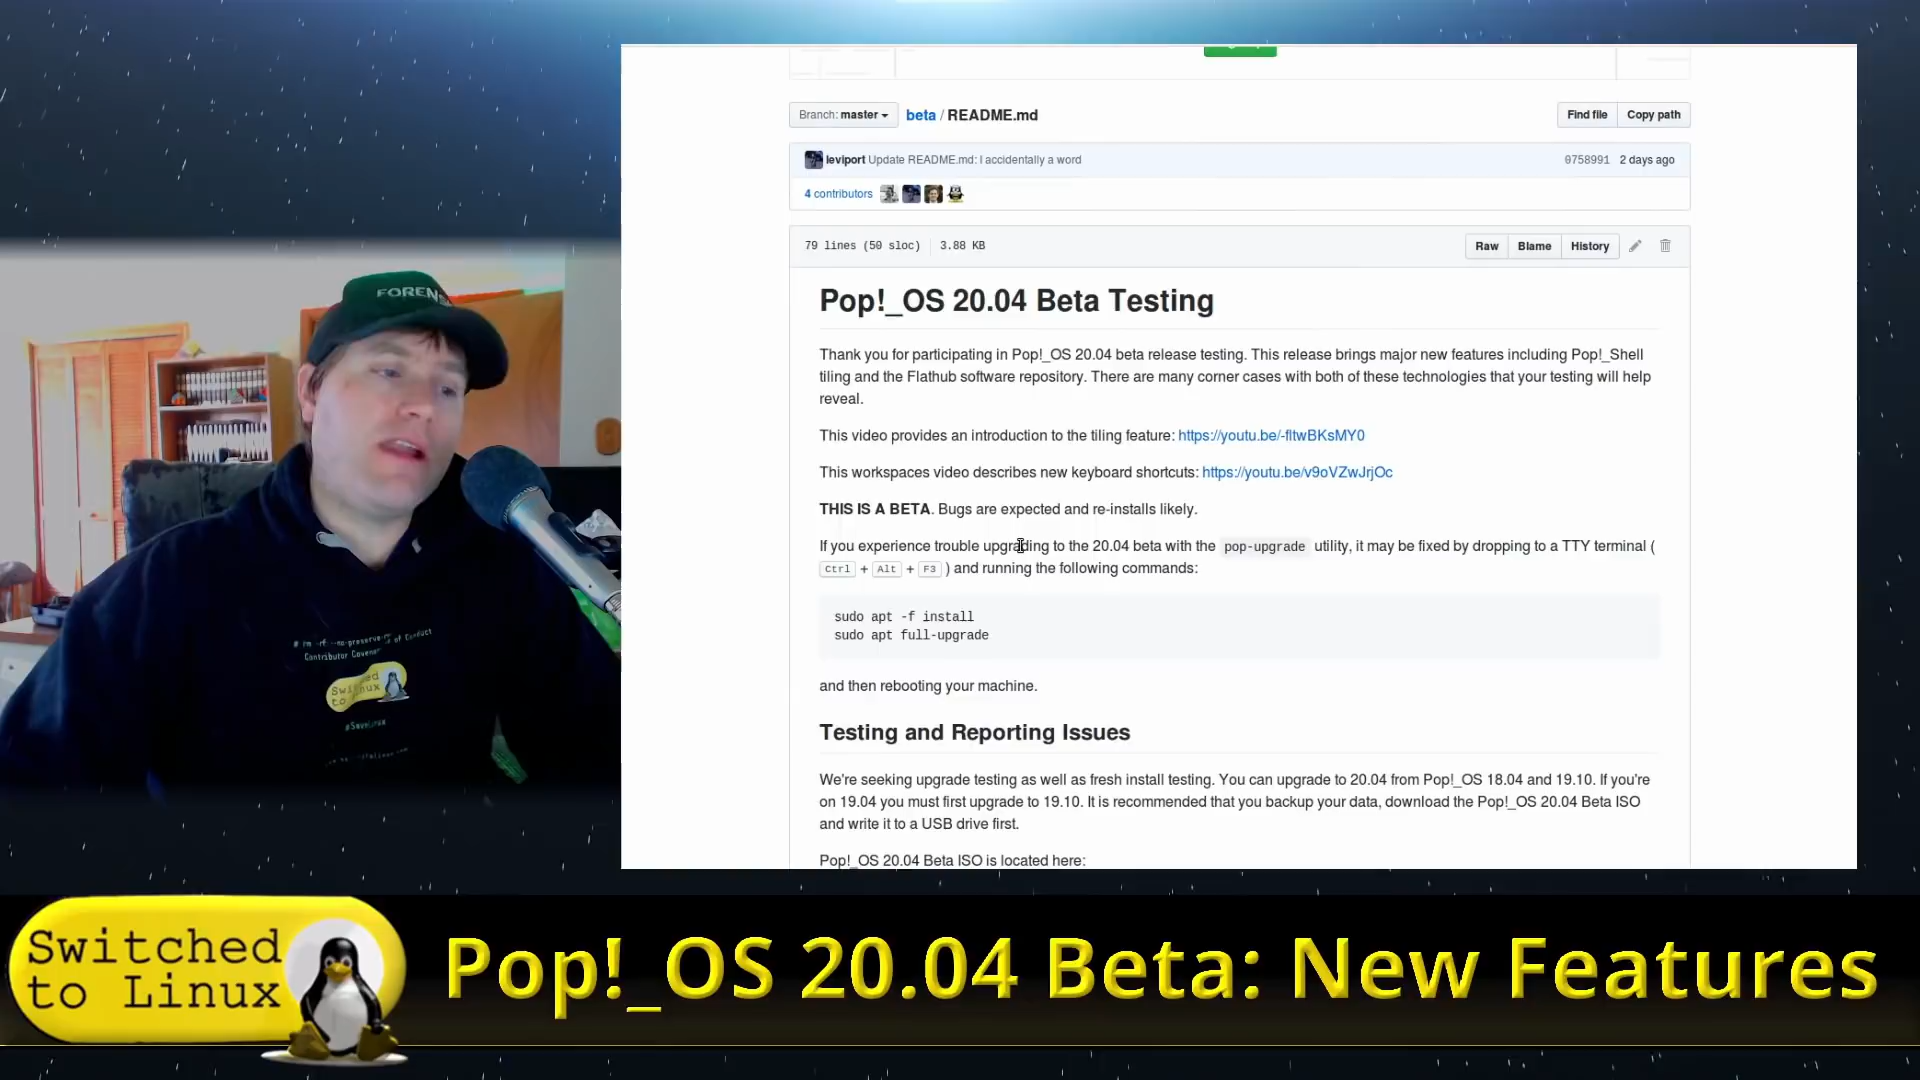 Branch: master
beta / README.md
Find file
Copy path
leviport Update README.md: I accidentally a word
0758991 2 days ago
4 contributors
79 lines (50 sloc)
3.88 KB
Raw
Blame
History
Pop!_OS 20.04 Beta Testing
Thank you for participating in Pop!_OS 20.04 beta release testing. This release brings major new features including Pop!_Shell
tiling and the Flathub software repository. There are many corner cases with both of these technologies that your testing will help
reveal.
This video provides an introduction to the tiling feature: https://youtu.be/-fltwBKsMY0
This workspaces video describes new keyboard shortcuts: https://youtu.be/v9oVZwJrjOc
THIS IS A BETA. Bugs are expected and re-installs likely.
If you experience trouble upgrading to the 20.04 beta with the pop-upgrade utility, it may be fixed by dropping to a TTY terminal (
Ctrl + Alt + F3 ) and running the following commands:
sudo apt -f install
sudo apt full-upgrade
and then rebooting your machine.
Testing and Reporting Issues
We're seeking upgrade testing as well as fresh install testing. You can upgrade to 20.04 from Pop!_OS 18.04 and 19.10. If you're
on 19.04 you must first upgrade to 19.10. It is recommended that you backup your data, download the Pop!_OS 20.04 Beta ISO
and write it to a USB drive first.
Pop!_OS 20.04 Beta ISO is located here:
of Conduct
Contributor
Switched
to Linux
Switched
to Linux
Pop!_OS 20.04 Beta: New Features